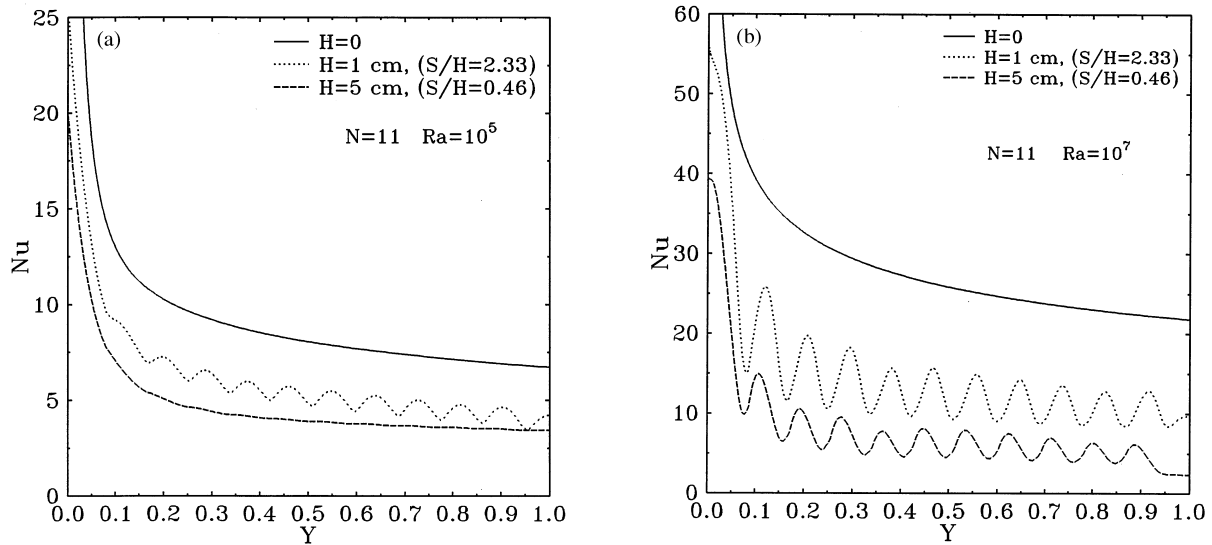 (a)
H=0
H=1 cm, (S/H=2.33)
H=5 cm, (S/H=0.46)
N=11 Ra=10⁵
Nu
25
20
15
10
5
0
0.0 0.1 0.2 0.3 0.4 0.5 0.6 0.7 0.8 0.9 1.0
Y
(b)
H=0
H=1 cm, (S/H=2.33)
H=5 cm, (S/H=0.46)
N=11 Ra=10⁷
Nu
60
50
40
30
20
10
0
0.0 0.1 0.2 0.3 0.4 0.5 0.6 0.7 0.8 0.9 1.0
Y